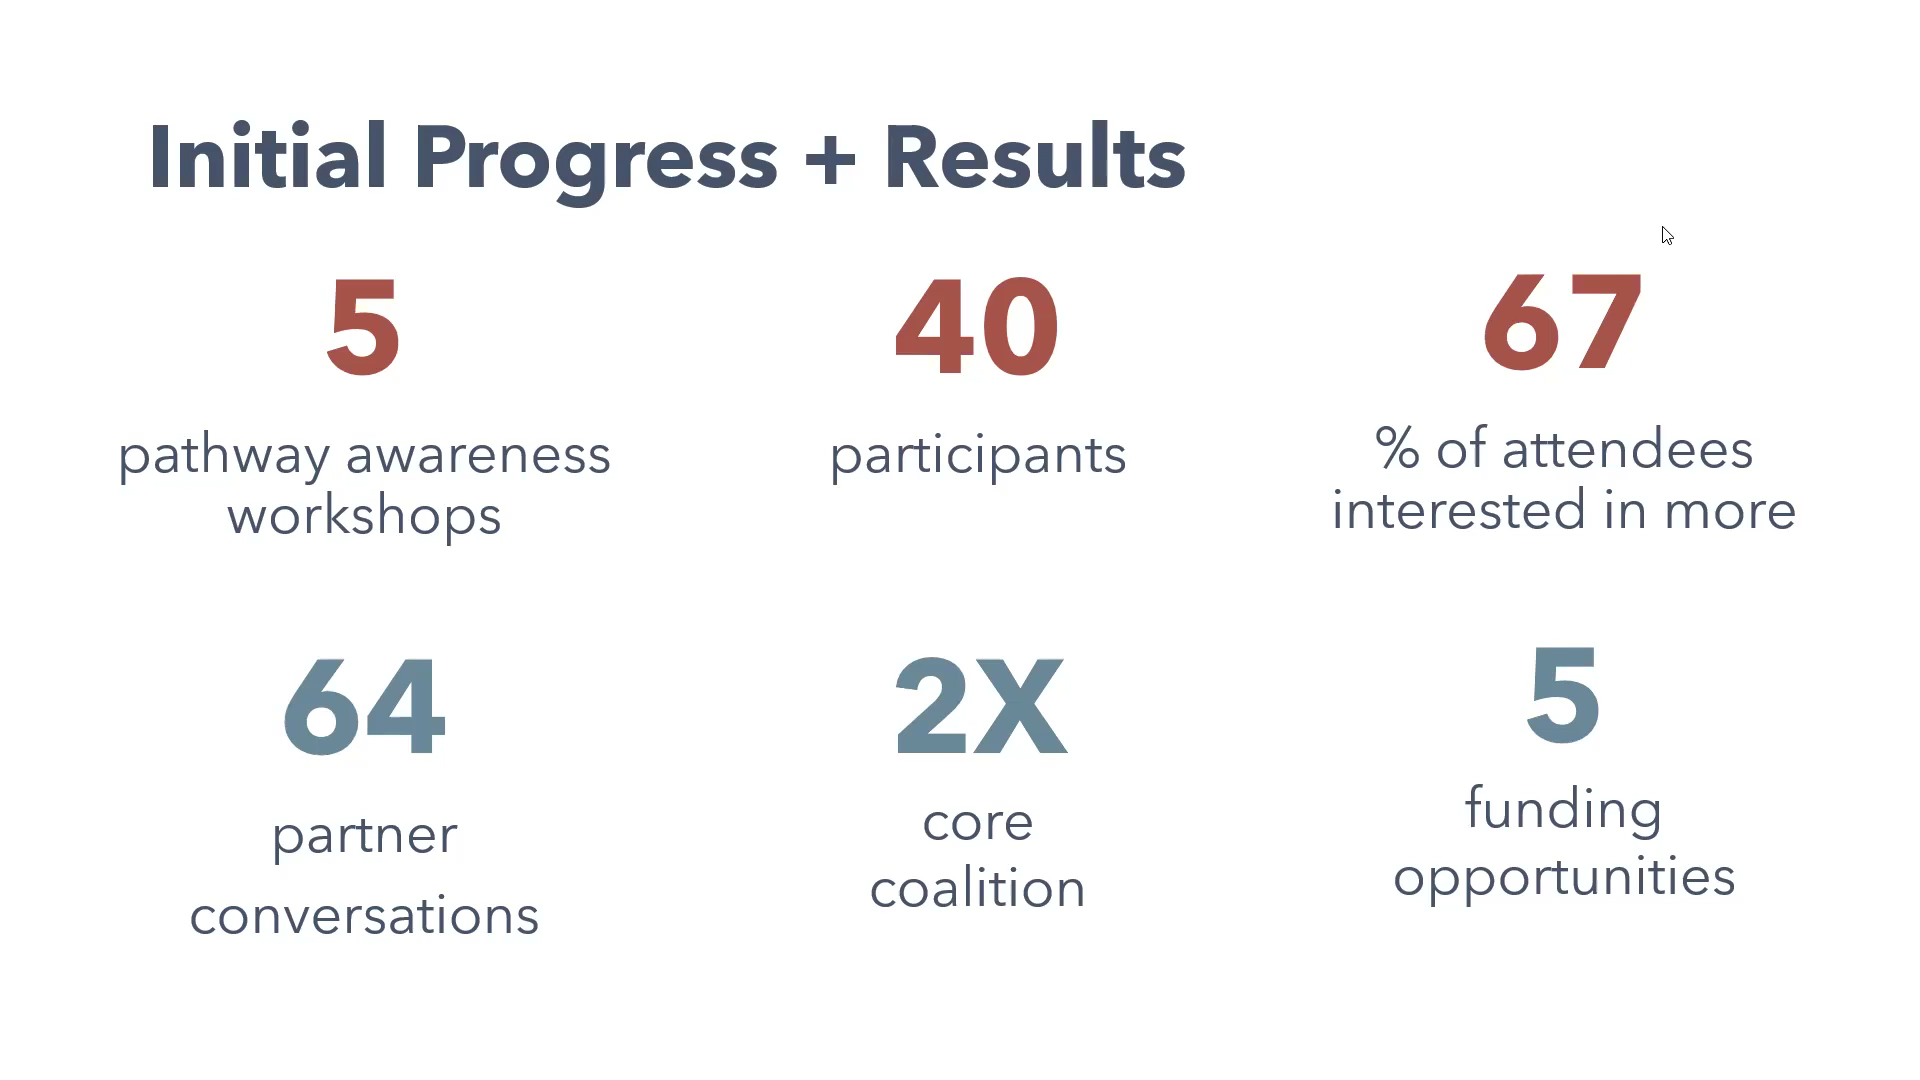 Initial Progress + Results
5
pathway awareness
workshops
40
participants
67
% of attendees
interested in more
64
partner
conversations
2X
core
coalition
5
funding
opportunities